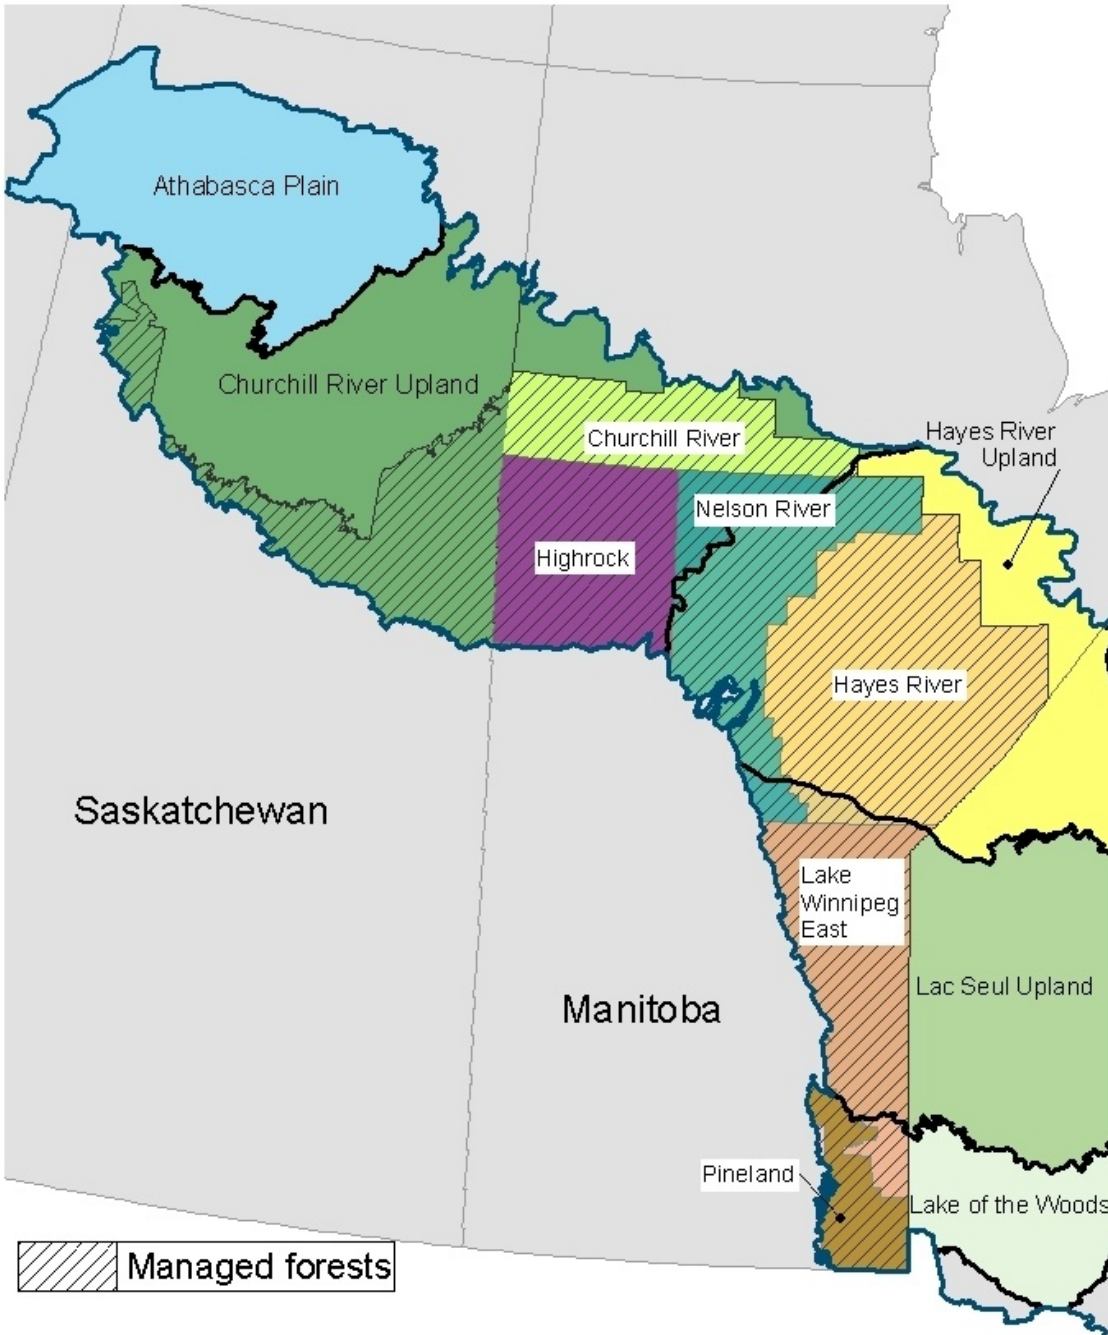 Athabasca Plain
Churchill River Upland
Churchill River
Hayes River
Upland
Nelson River
Highrock
Hayes River
Saskatchewan
Lake
Winnipeg
East
Lac Seul Upland
Manitoba
Pineland
Lake of the Woods
Managed forests